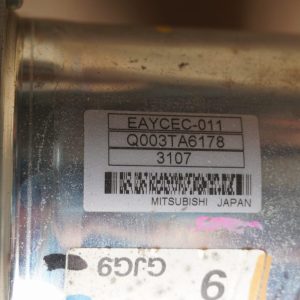 EAYCEC-011
Q003TA6178
3107
MITSUBISHI JAPAN
GJG9
9